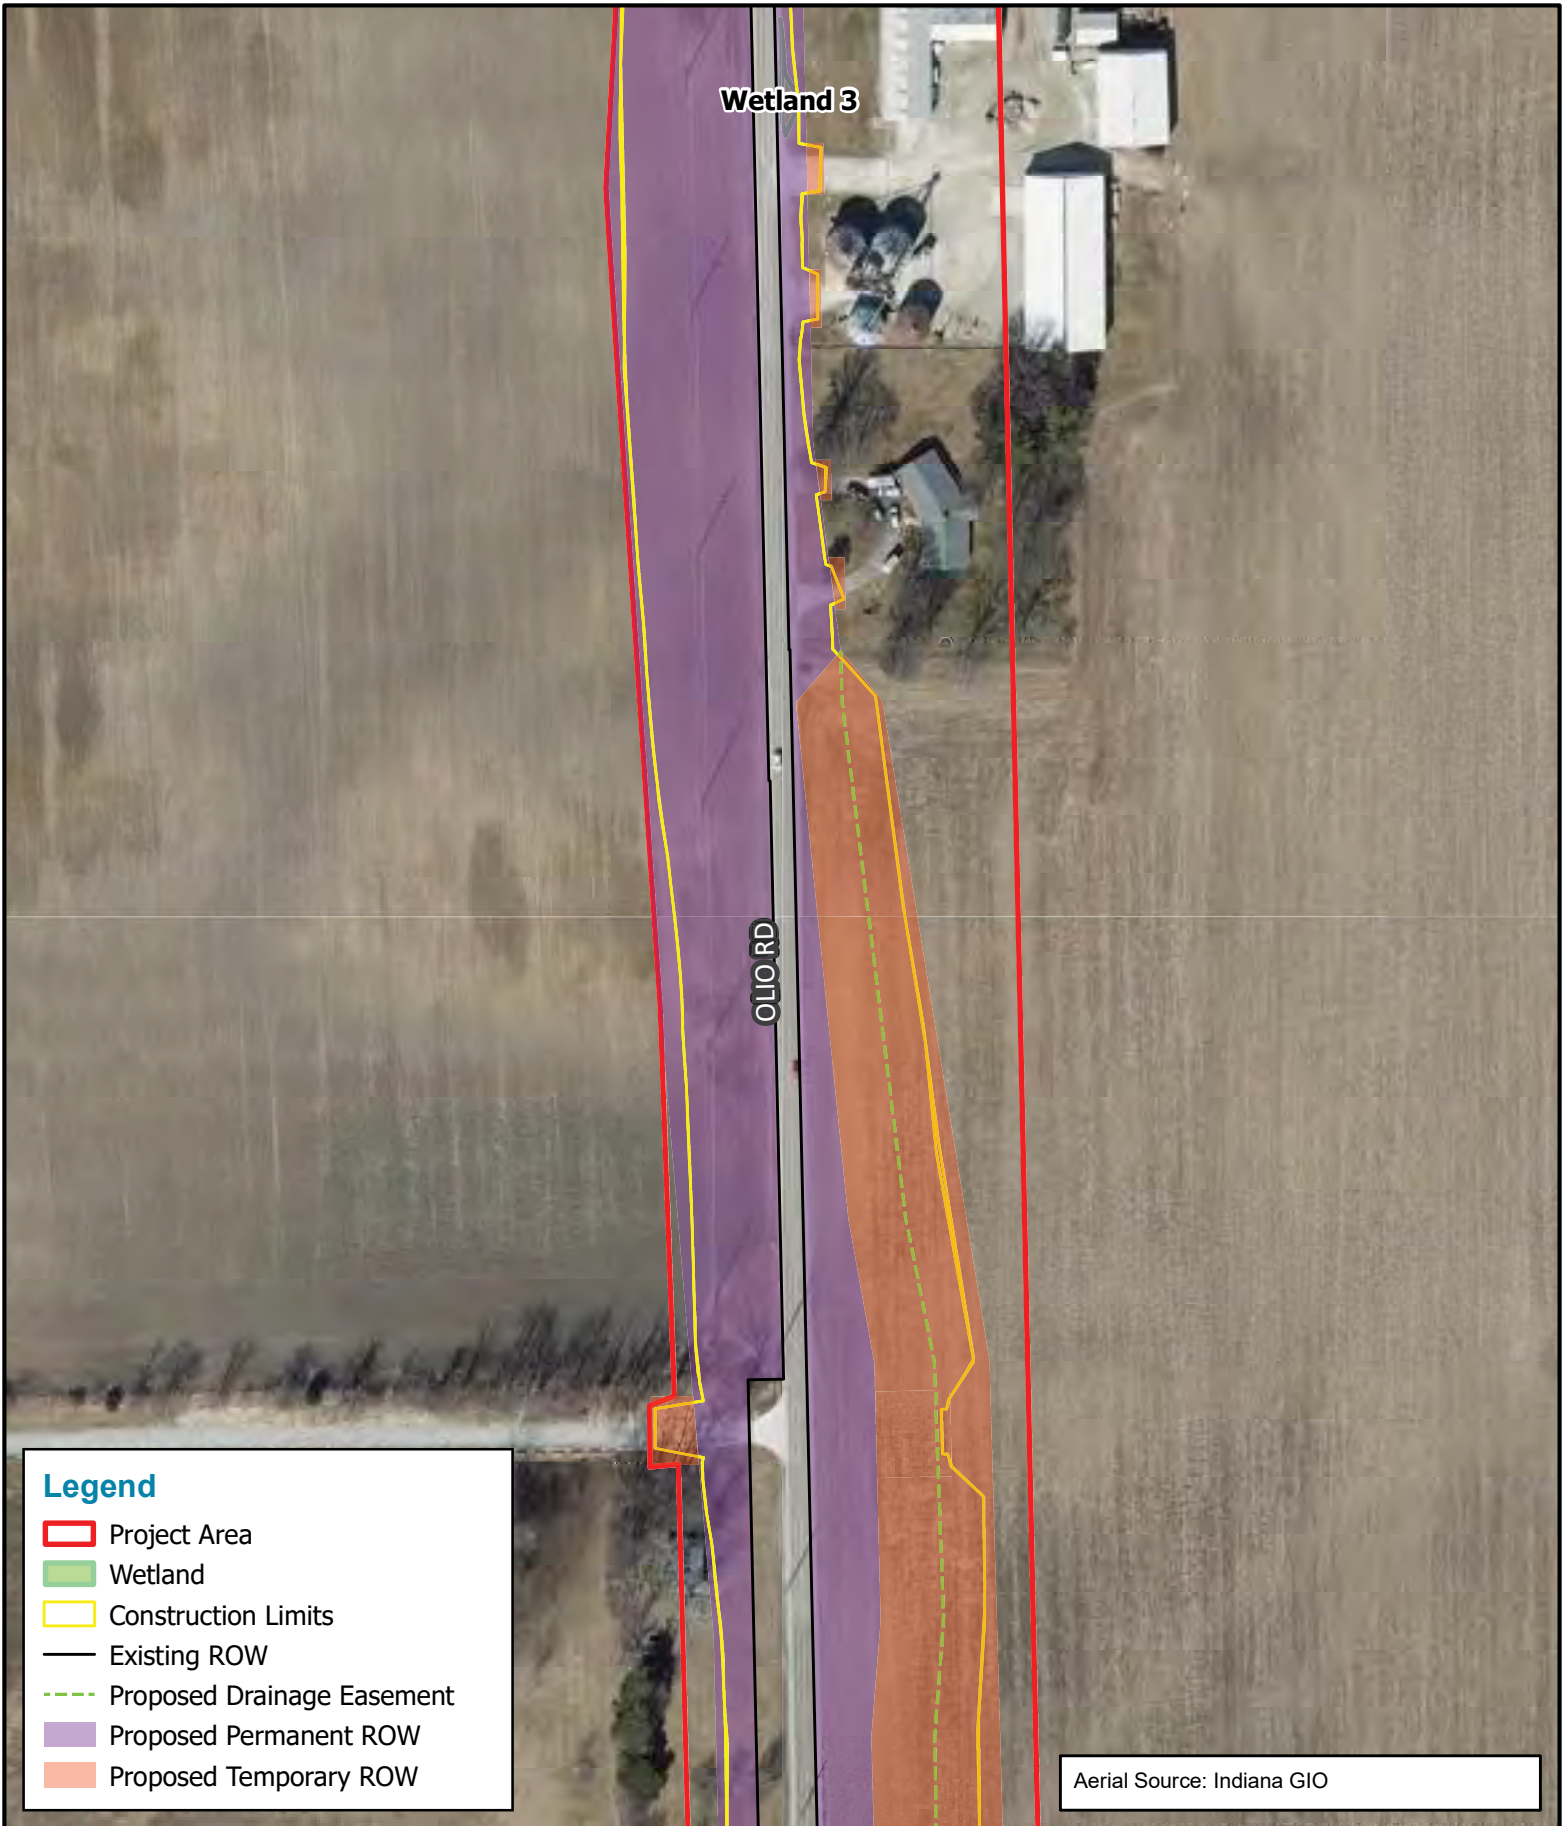 Wetland 3
OLIO RD
Legend
Project Area
Wetland
Construction Limits
Existing ROW
Proposed Drainage Easement
Proposed Permanent ROW
Proposed Temporary ROW
Aerial Source: Indiana GIO